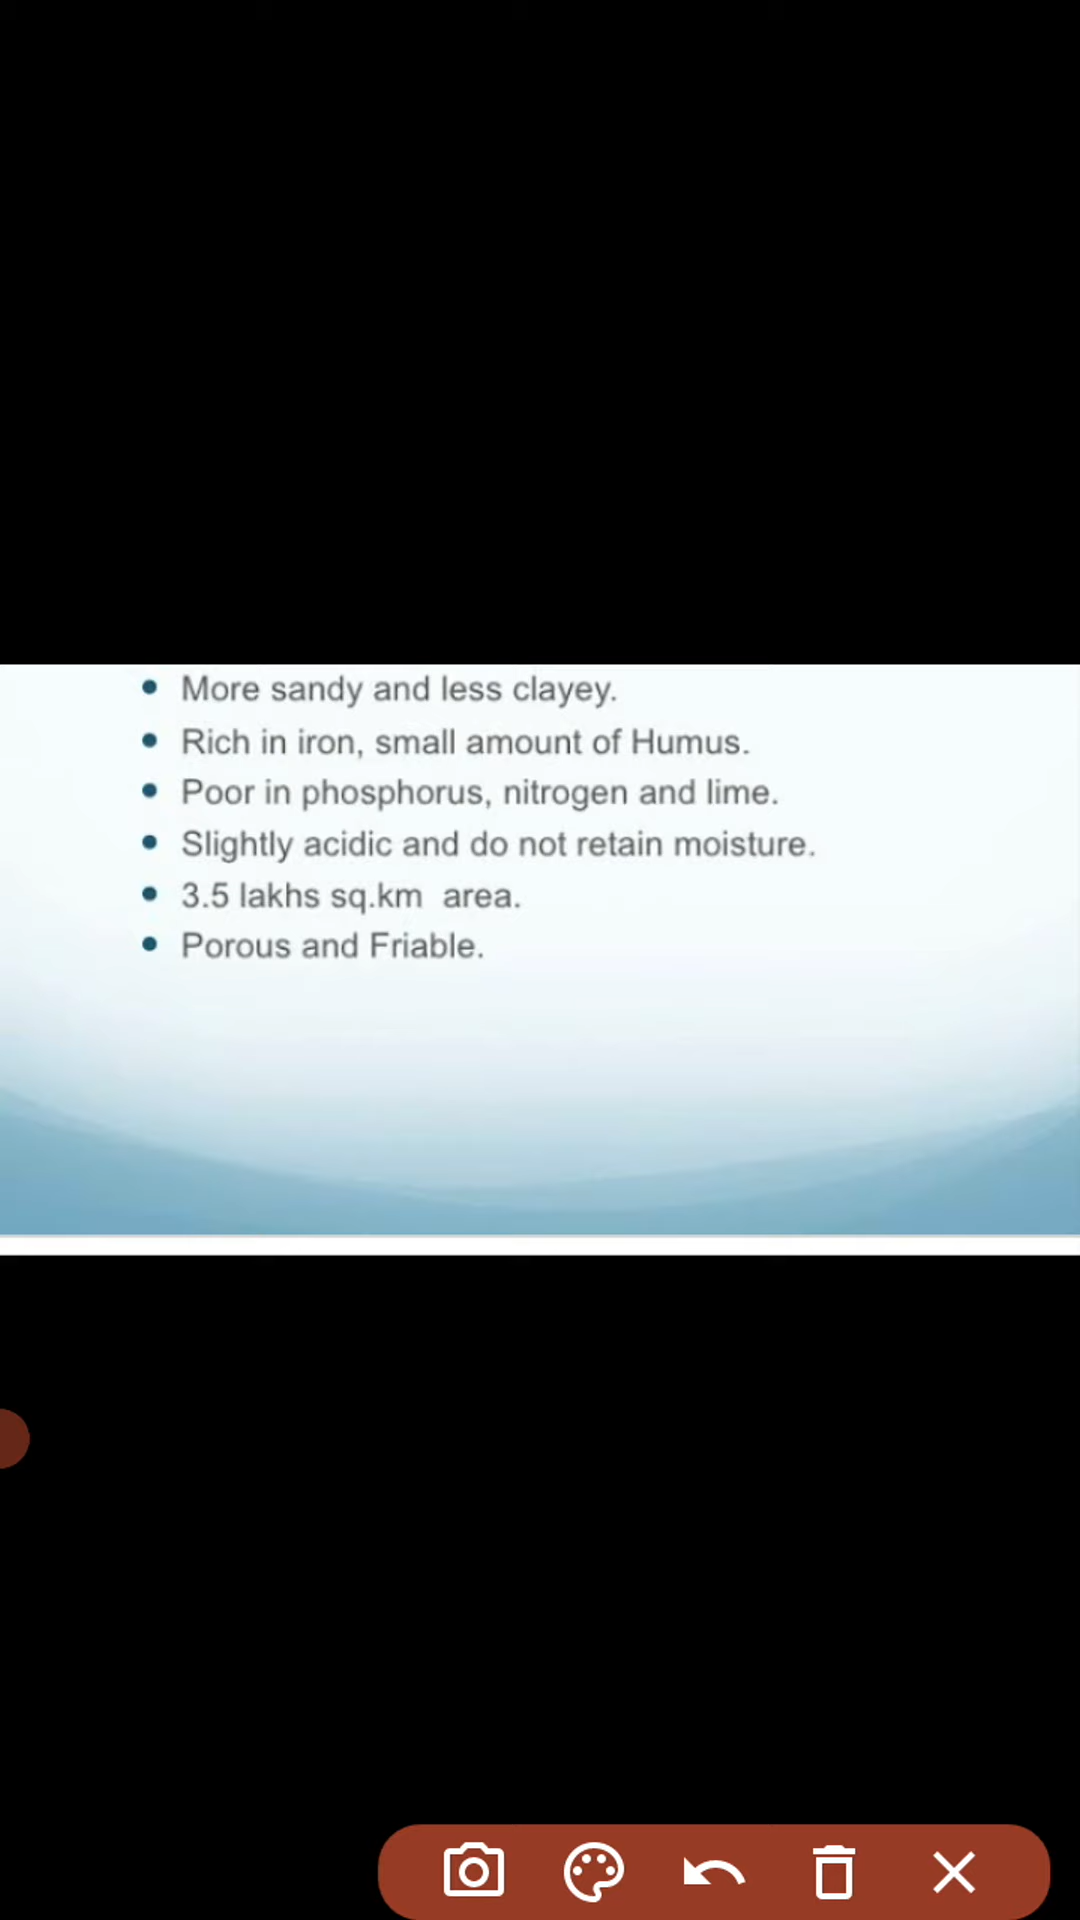 • More sandy and less clayey.
• Rich in iron, small amount of Humus.
• Poor in phosphorus, nitrogen and lime.
• Slightly acidic and do not retain moisture.
• 3.5 lakhs sq.km  area.
• Porous and Friable.